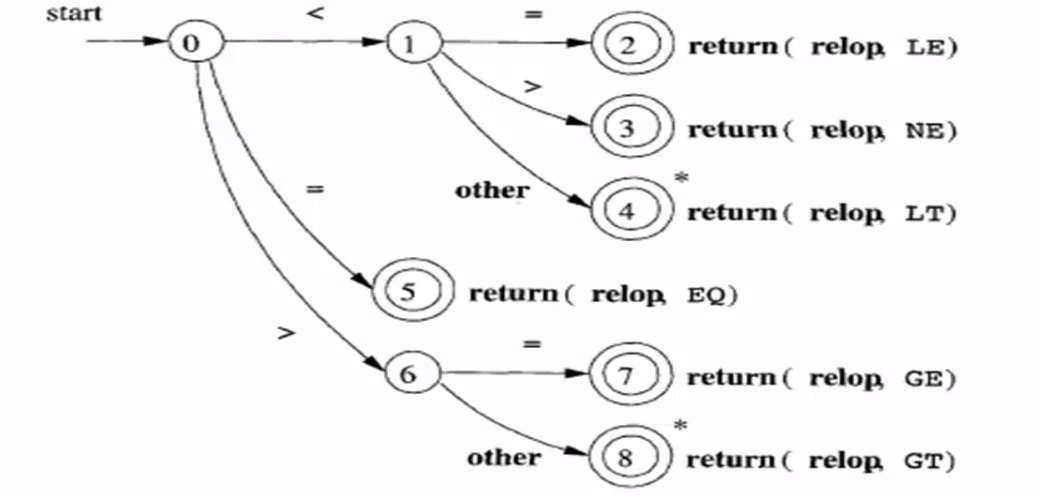 start
0 < 1 = 2 return( relop, LE)
> 3 return( relop, NE)
other 4 * return( relop, LT)
= 5 return( relop, EQ)
> 6 = 7 return( relop, GE)
other 8 * return( relop, GT)